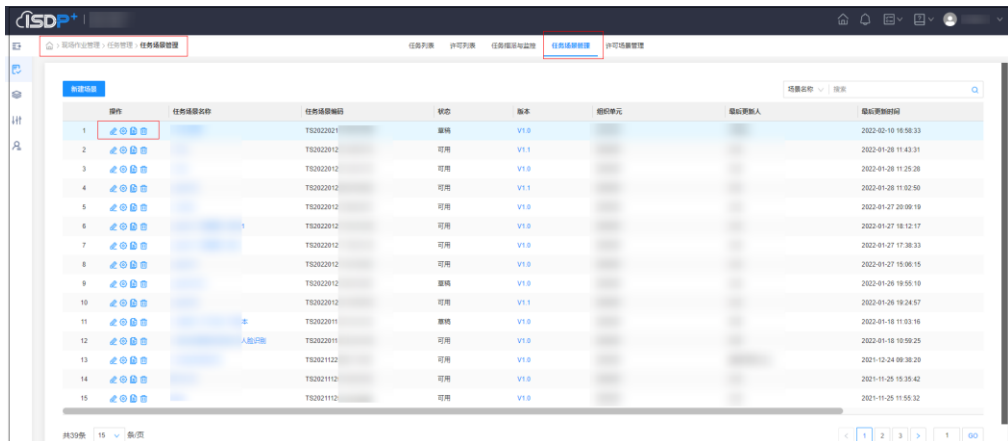 iSDP+
现场作业管理 > 任务管理 > 任务场景管理
任务列表 许可列表 任务指派与监控 任务场景管理 许可场景管理
新建场景 场景名称 搜索
操作 任务场景名称 任务场景编码 状态 版本 组织单元 最后更新人 最后更新时间
1 TS2022021 草稿 V1.0 2022-02-10 16:58:33
2 TS2022012 可用 V1.1 2022-01-28 11:43:31
3 TS2022012 可用 V1.0 2022-01-28 11:25:28
4 TS2022012 可用 V1.1 2022-01-28 11:02:50
5 TS2022012 可用 V1.0 2022-01-27 20:09:19
6 TS2022012 可用 V1.0 2022-01-27 18:12:17
7 TS2022012 可用 V1.0 2022-01-27 17:38:33
8 TS2022012 可用 V1.0 2022-01-27 15:06:15
9 TS2022012 草稿 V1.0 2022-01-26 19:55:10
10 TS2022012 可用 V1.1 2022-01-26 19:24:57
11 本 TS2022011 草稿 V1.0 2022-01-18 11:03:16
12 人脸识别 TS2022011 可用 V1.0 2022-01-18 10:59:25
13 TS2021122 可用 V1.0 2021-12-24 09:38:20
14 TS2021112 可用 V1.0 2021-11-25 15:35:42
15 TS2021112 可用 V1.0 2021-11-25 11:55:32
共39条 15 条/页 < 1 2 3 > 1 GO